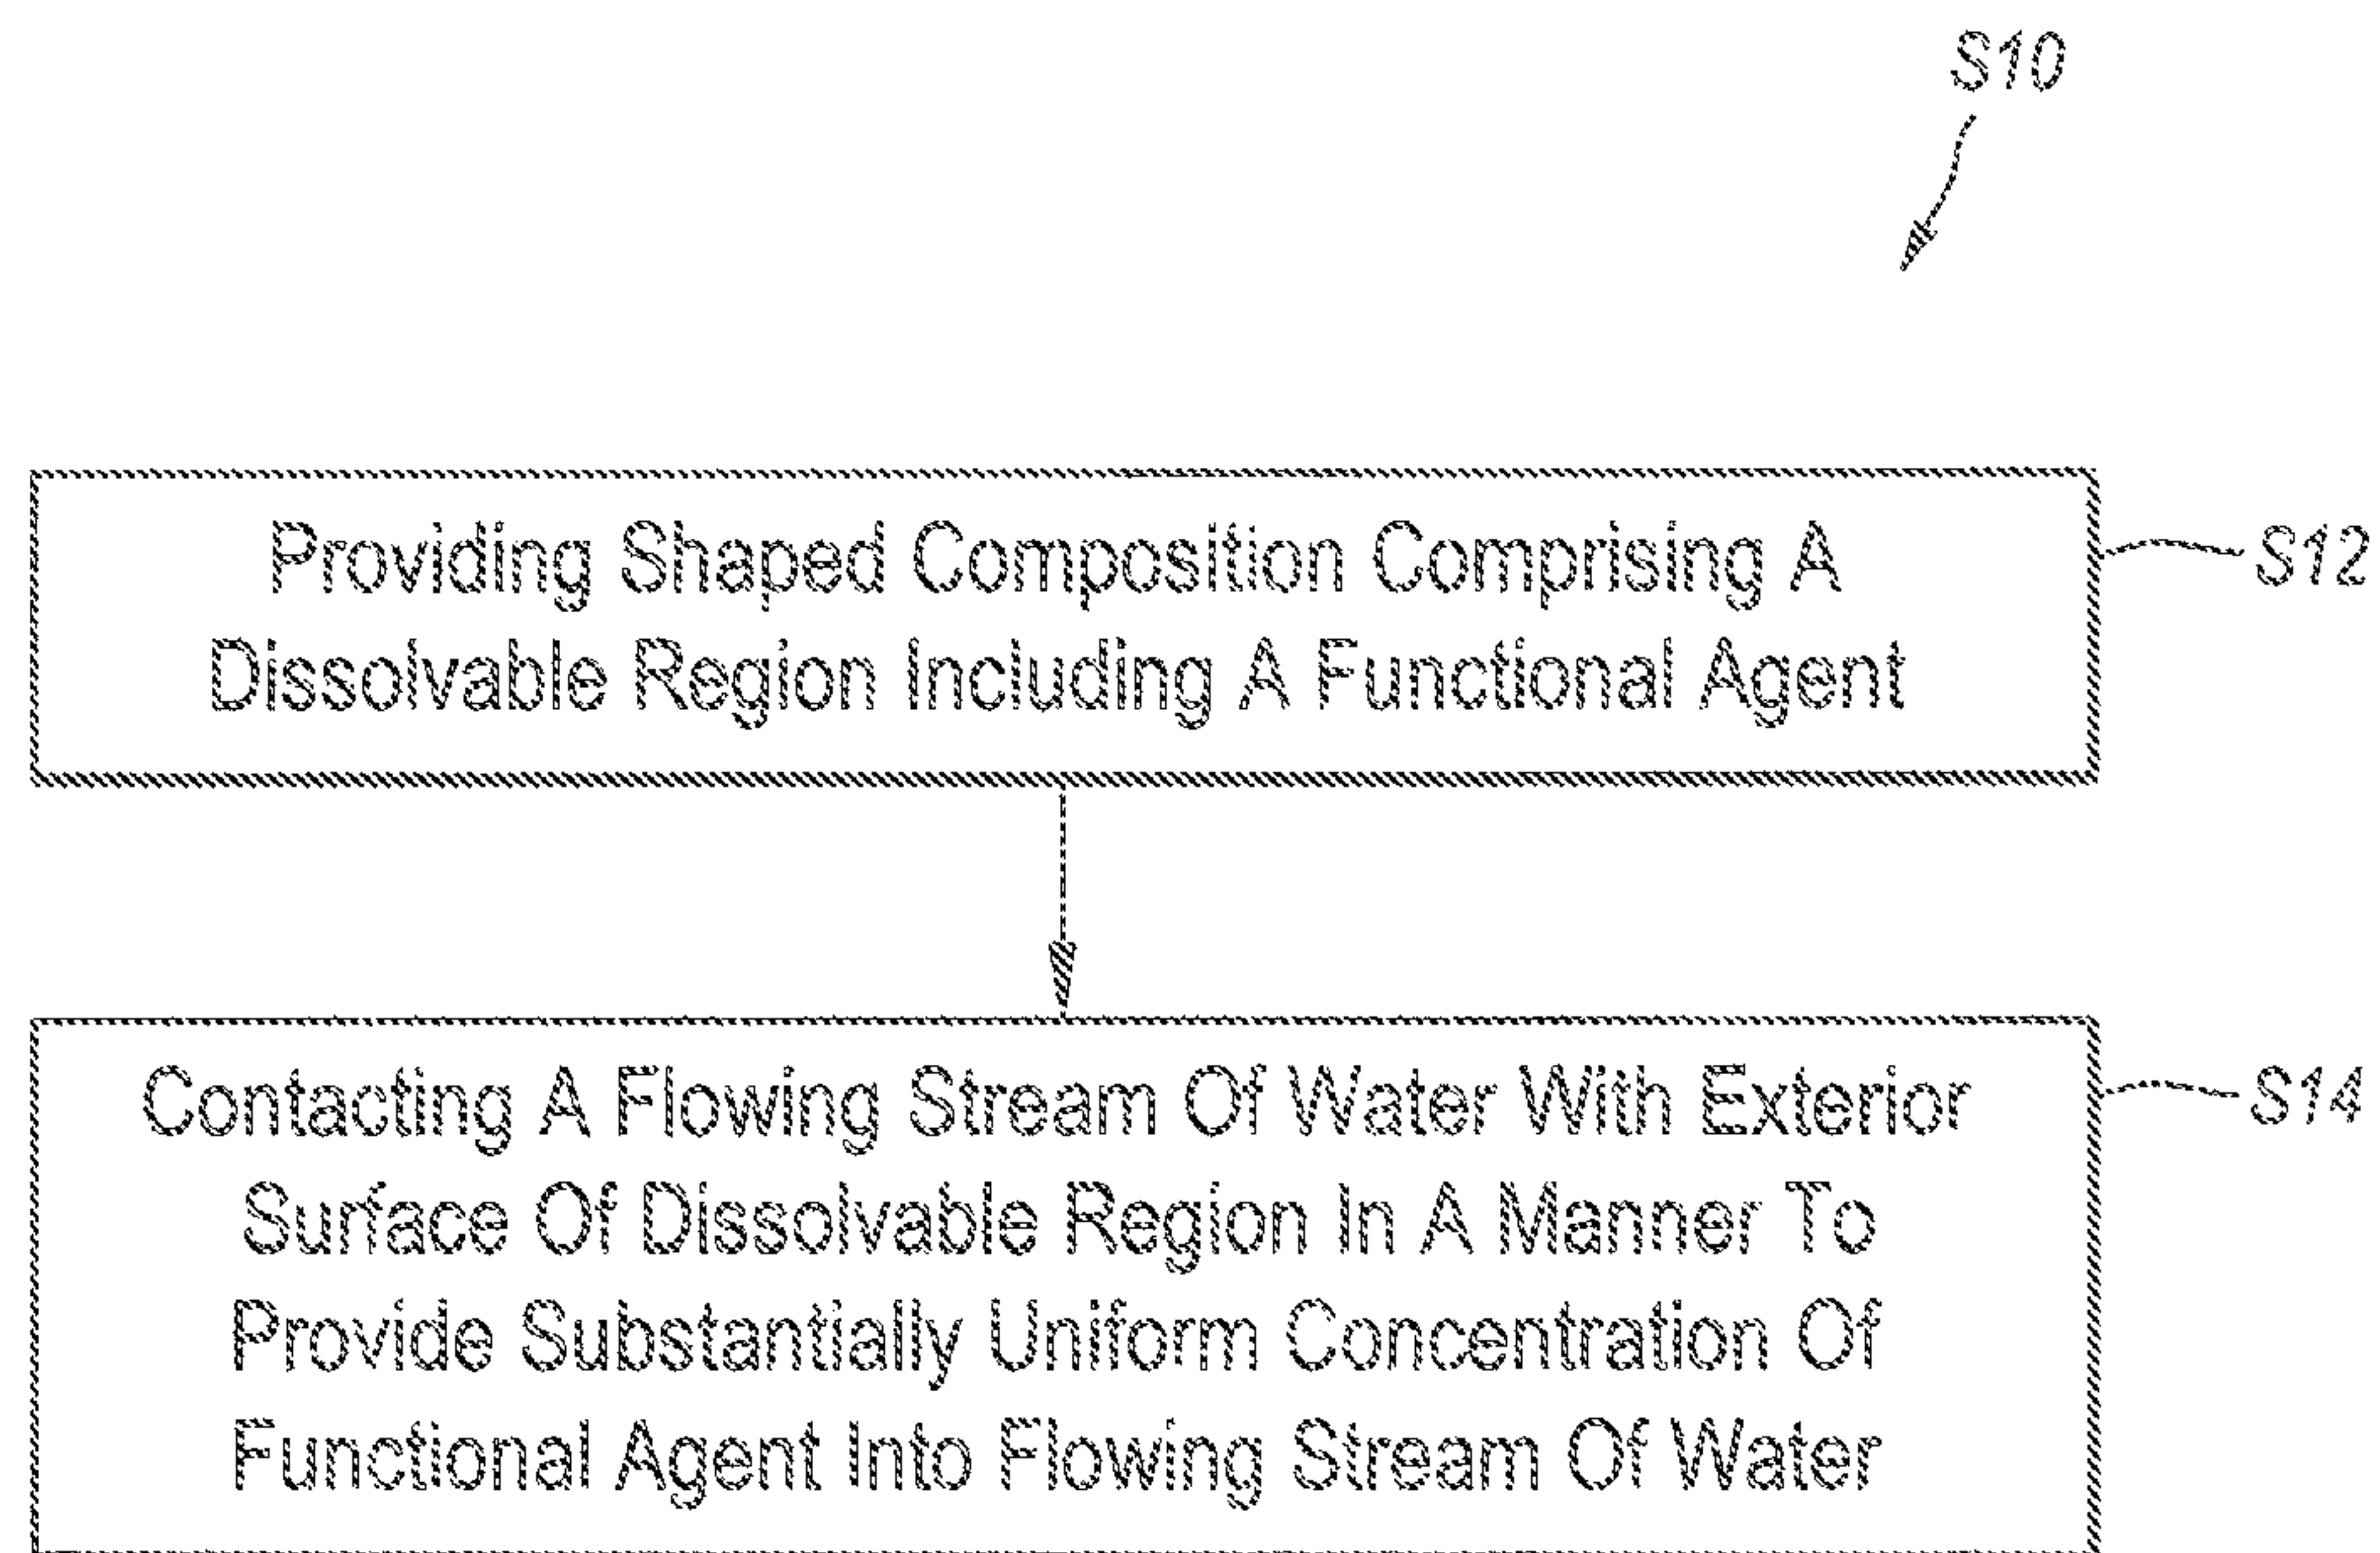 S10
Providing Shaped Composition Comprising A
Dissolvable Region Including A Functional Agent
S12
Contacting A Flowing Stream Of Water With Exterior
Surface Of Dissolvable Region In A Manner To
Provide Substantially Uniform Concentration Of
Functional Agent Into Flowing Stream Of Water
S14